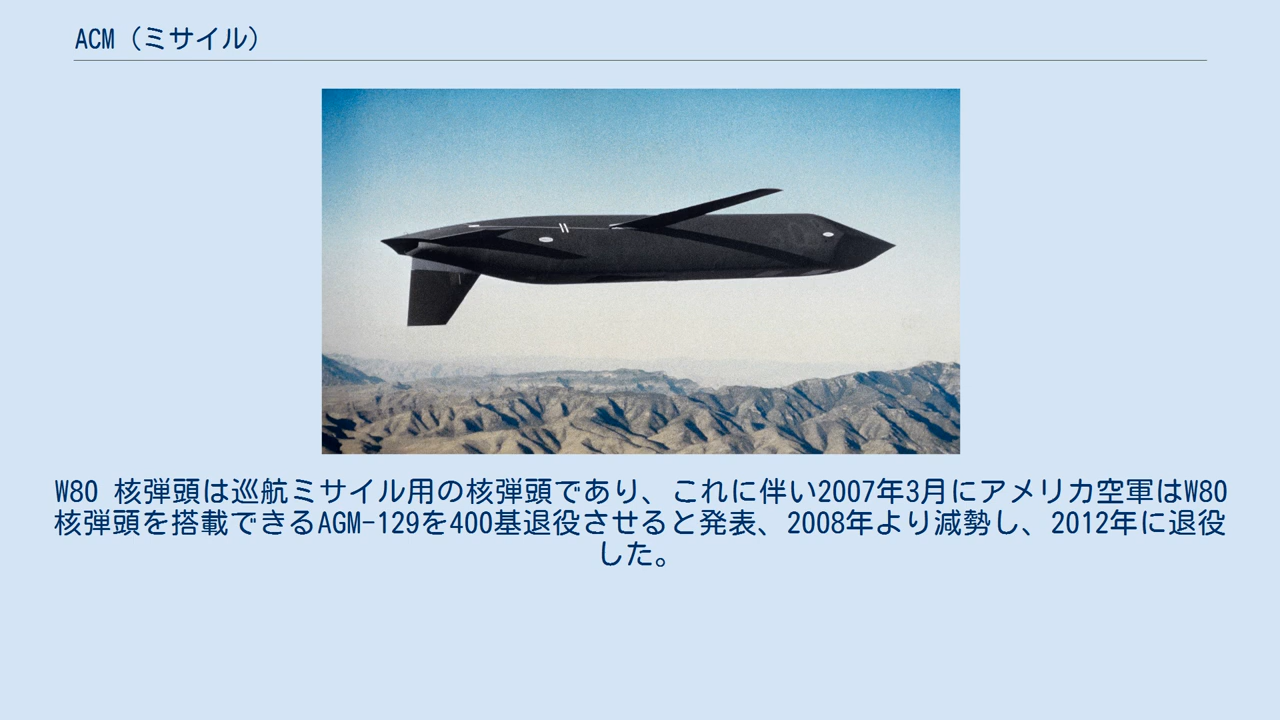 ACM（ミサイル）
W80 核弾頭は巡航ミサイル用の核弾頭であり、これに伴い2007年3月にアメリカ空軍はW80
核弾頭を搭載できるAGM-129を400基退役させると発表、2008年より減勢し、2012年に退役
した。